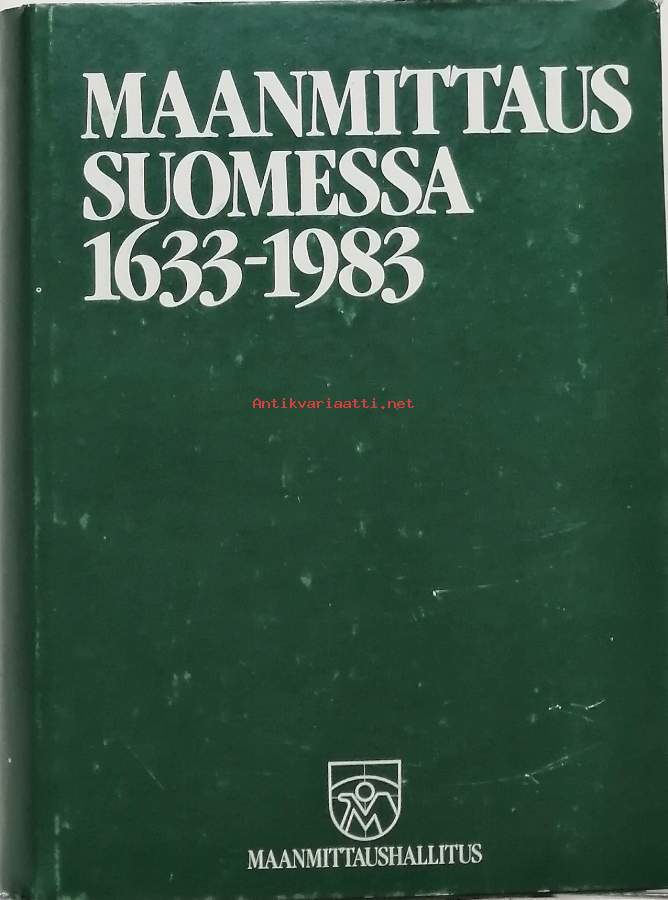 MAANMITTAUS
SUOMESSA
1633-1983
Antikvariaatti.net
MAANMITTAUSHALLITUS